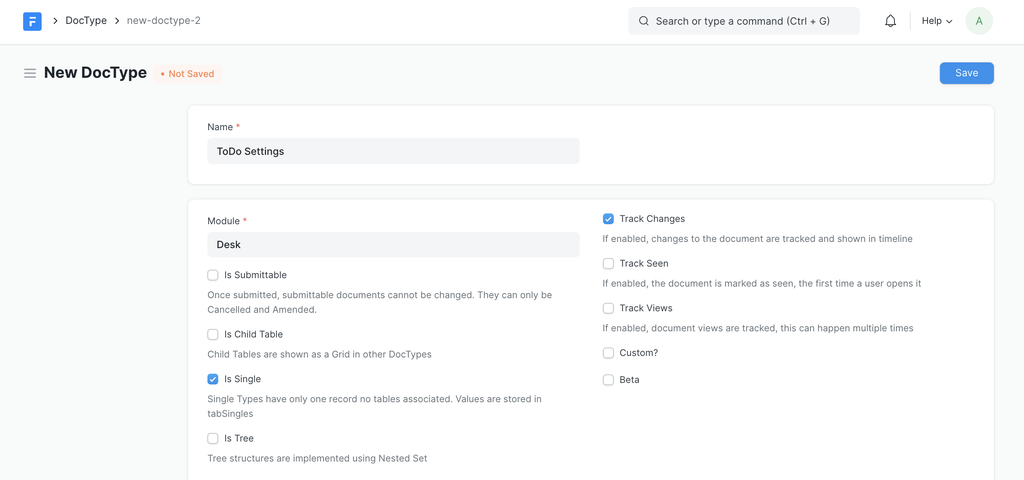 F
DocType
new-doctype-2
Search or type a command (Ctrl + G)
Help
A
New DocType
• Not Saved
Save
Name *
ToDo Settings
Module *
Desk
Is Submittable
Once submitted, submittable documents cannot be changed. They can only be
Cancelled and Amended.
Is Child Table
Child Tables are shown as a Grid in other DocTypes
Is Single
Single Types have only one record no tables associated. Values are stored in
tabSingles
Is Tree
Tree structures are implemented using Nested Set
Track Changes
If enabled, changes to the document are tracked and shown in timeline
Track Seen
If enabled, the document is marked as seen, the first time a user opens it
Track Views
If enabled, document views are tracked, this can happen multiple times
Custom?
Beta